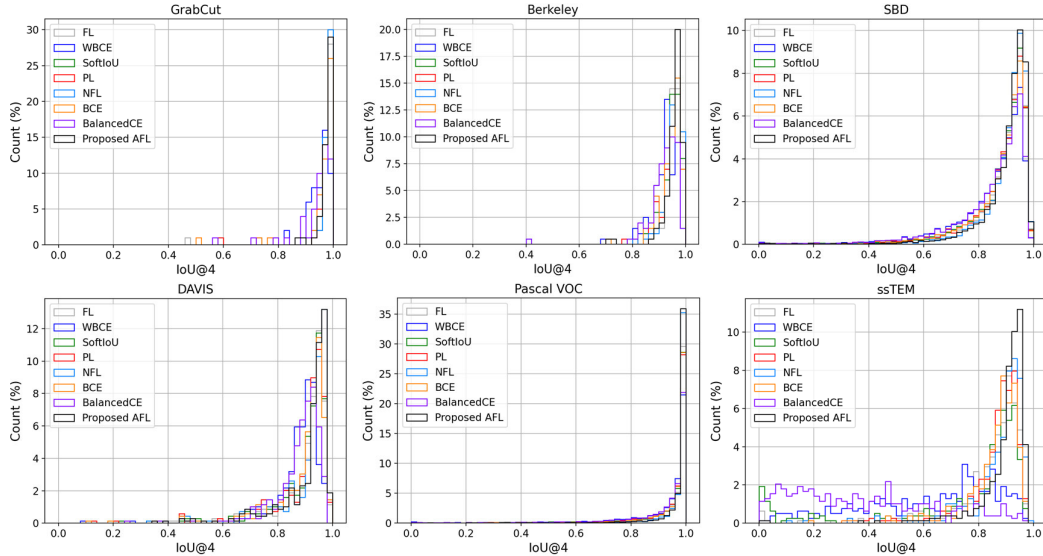 GrabCut
Count (%)
30
25
20
15
10
5
0
FL
WBCE
SoftIoU
PL
NFL
BCE
BalancedCE
Proposed AFL
0.0 0.2 0.4 0.6 0.8 1.0
IoU@4
Berkeley
Count (%)
20.0
17.5
15.0
12.5
10.0
7.5
5.0
2.5
0.0
FL
WBCE
SoftIoU
PL
NFL
BCE
BalancedCE
Proposed AFL
0.0 0.2 0.4 0.6 0.8 1.0
IoU@4
SBD
Count (%)
10
8
6
4
2
0
FL
WBCE
SoftIoU
PL
NFL
BCE
BalancedCE
Proposed AFL
0.0 0.2 0.4 0.6 0.8 1.0
IoU@4
DAVIS
Count (%)
12
10
8
6
4
2
0
FL
WBCE
SoftIoU
PL
NFL
BCE
BalancedCE
Proposed AFL
0.0 0.2 0.4 0.6 0.8 1.0
IoU@4
Pascal VOC
Count (%)
35
30
25
20
15
10
5
0
FL
WBCE
SoftIoU
PL
NFL
BCE
BalancedCE
Proposed AFL
0.0 0.2 0.4 0.6 0.8 1.0
IoU@4
ssTEM
Count (%)
10
8
6
4
2
0
FL
WBCE
SoftIoU
PL
NFL
BCE
BalancedCE
Proposed AFL
0.0 0.2 0.4 0.6 0.8 1.0
IoU@4